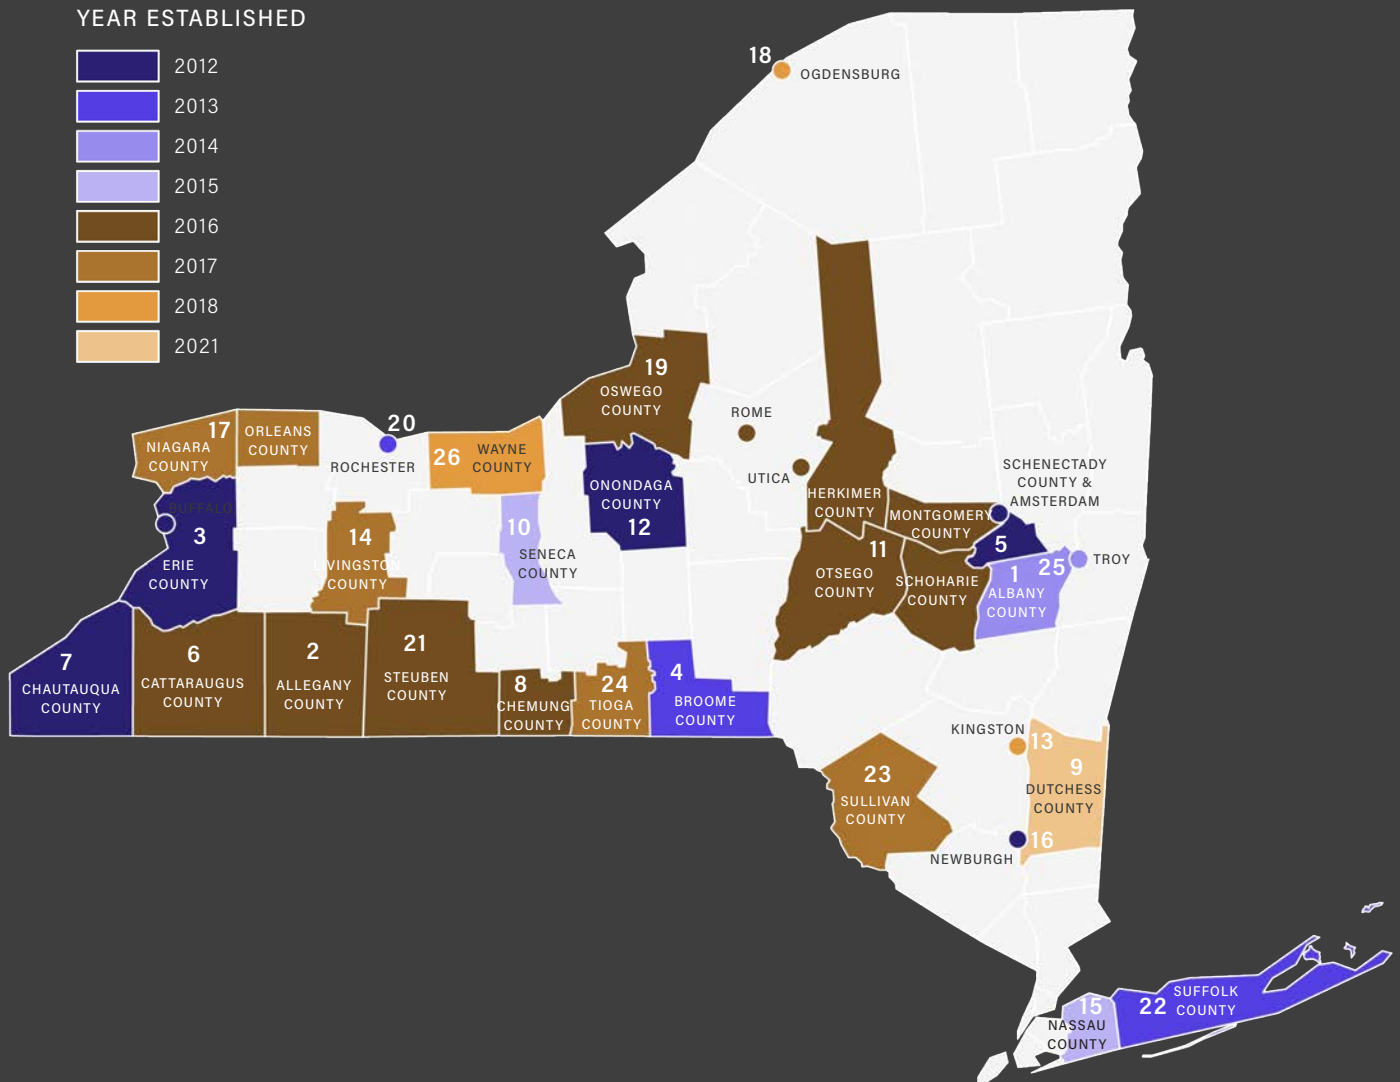 YEAR ESTABLISHED
2012
2013
2014
2015
2016
2017
2018
2021
18
OGDENSBURG
19
OSWEGO
COUNTY
ROME
UTICA
20
ROCHESTER
17
NIAGARA
COUNTY
ORLEANS
COUNTY
26
WAYNE
COUNTY
BUFFALO
3
ERIE
COUNTY
14
LIVINGSTON
COUNTY
10
SENECA
COUNTY
ONONDAGA
COUNTY
12
HERKIMER
COUNTY
MONTGOMERY
COUNTY
SCHENECTADY
COUNTY &
AMSTERDAM
5
11
OTSEGO
COUNTY
SCHOHARIE
COUNTY
1
ALBANY
COUNTY
25
TROY
7
CHAUTAUQUA
COUNTY
6
CATTARAUGUS
COUNTY
2
ALLEGANY
COUNTY
21
STEUBEN
COUNTY
8
CHEMUNG
COUNTY
24
TIOGA
COUNTY
4
BROOME
COUNTY
KINGSTON
13
9
DUTCHESS
COUNTY
23
SULLIVAN
COUNTY
NEWBURGH
16
15
NASSAU
COUNTY
22
SUFFOLK
COUNTY